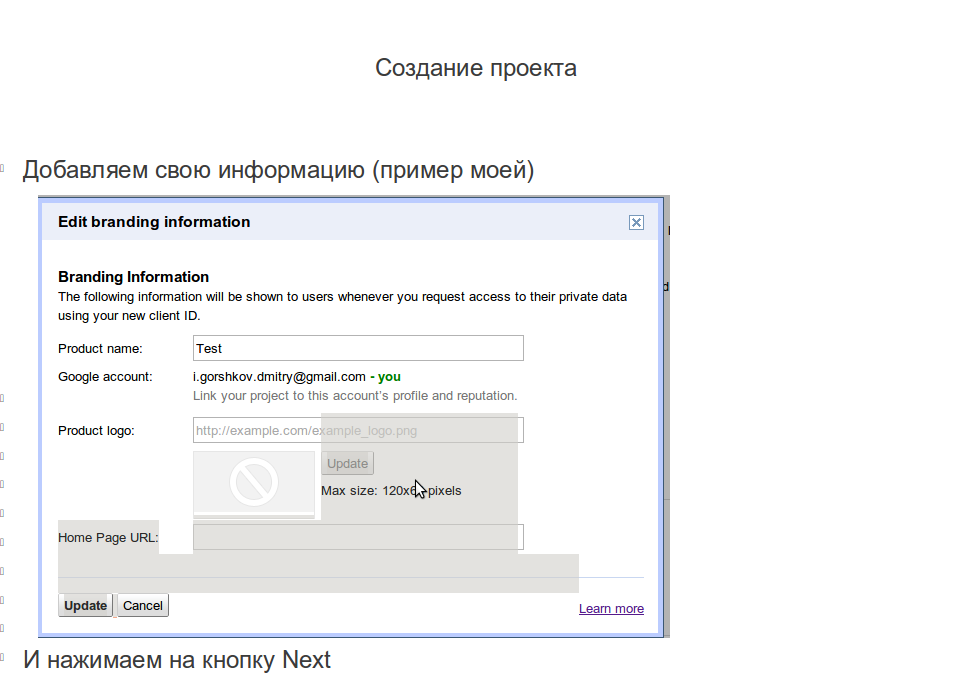 Создание проекта
Добавляем свою информацию (пример моей)
Edit branding information
Branding Information
The following information will be shown to users whenever you request access to their private data
using your new client ID.
Product name: Test
Google account: i.gorshkov.dmitry@gmail.com - you
Link your project to this account's profile and reputation.
Product logo: http://example.com/example_logo.png
Update
Max size: pixels
Home Page URL:
Update Cancel Learn more
И нажимаем на кнопку Next